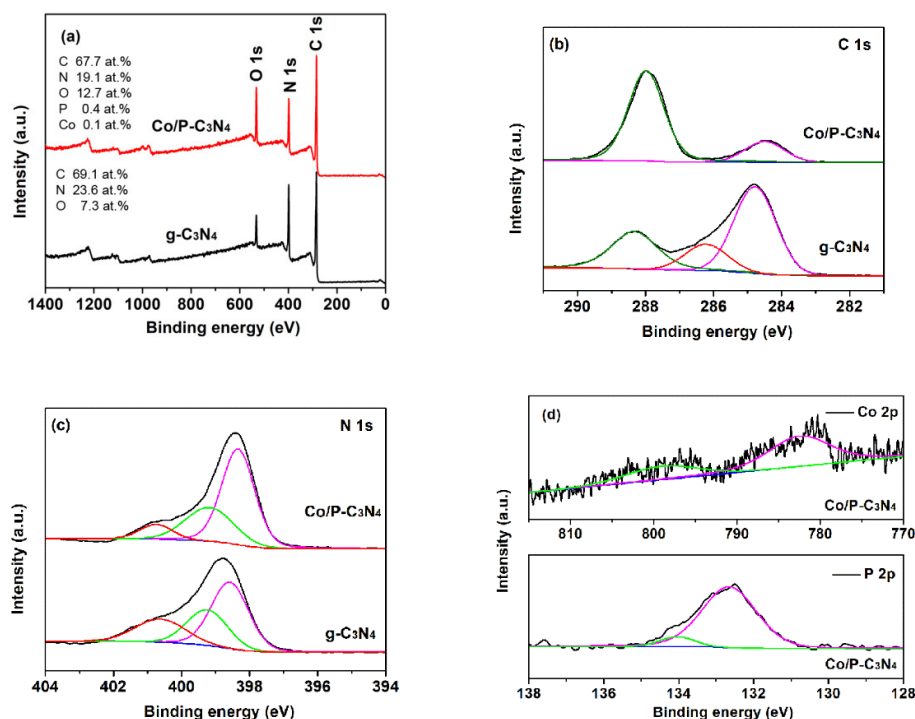 (a)
C 67.7 at.%
N 19.1 at.%
O 12.7 at.%
P 0.4 at.%
Co 0.1 at.%
O 1s
N 1s
C 1s
Co/P-C₃N₄
C 69.1 at.%
N 23.6 at.%
O 7.3 at.%
g-C₃N₄
Intensity (a.u.)
1400 1200 1000 800 600 400 200 0
Binding energy (eV)
(b)
C 1s
Co/P-C₃N₄
g-C₃N₄
Intensity (a.u.)
290 288 286 284 282
Binding energy (eV)
(c)
N 1s
Co/P-C₃N₄
g-C₃N₄
Intensity (a.u.)
404 402 400 398 396 394
Binding energy (eV)
(d)
Co 2p
Co/P-C₃N₄
810 800 790 780 770
Intensity (a.u.)
P 2p
Co/P-C₃N₄
138 136 134 132 130 128
Binding energy (eV)